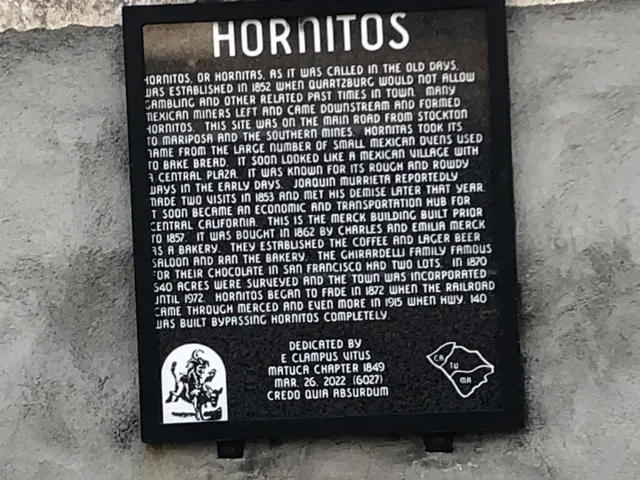 HORNITOS
HORNITOS, OR HORNITAS, AS IT WAS CALLED IN THE OLD DAYS,
WAS ESTABLISHED IN 1852 WHEN QUARTZBURG WOULD NOT ALLOW
GAMBLING AND OTHER RELATED PAST TIMES IN TOWN. MANY
MEXICAN MINERS LEFT AND CAME DOWNSTREAM AND FORMED
HORNITOS. THIS SITE WAS ON THE MAIN ROAD FROM STOCKTON
TO MARIPOSA AND THE SOUTHERN MINES. HORNITAS TOOK ITS
NAME FROM THE LARGE NUMBER OF SMALL MEXICAN OVENS USED
TO BAKE BREAD. IT SOON LOOKED LIKE A MEXICAN VILLAGE WITH
A CENTRAL PLAZA. IT WAS KNOWN FOR ITS ROUGH AND ROWDY
WAYS IN THE EARLY DAYS. JOAQUIN MURRIETA REPORTEDLY
MADE TWO VISITS IN 1853 AND MET HIS DEMISE LATER THAT YEAR.
IT SOON BECAME AN ECONOMIC AND TRANSPORTATION HUB FOR
CENTRAL CALIFORNIA. THIS IS THE MERCK BUILDING BUILT PRIOR
TO 1857. IT WAS BOUGHT IN 1862 BY CHARLES AND EMILIA MERCK
AS A BAKERY. THEY ESTABLISHED THE COFFEE AND LAGER BEER
SALOON AND RAN THE BAKERY. THE GHIRARDELLI FAMILY FAMOUS
FOR THEIR CHOCOLATE IN SAN FRANCISCO HAD TWO LOTS. IN 1870
640 ACRES WERE SURVEYED AND THE TOWN WAS INCORPORATED
UNTIL 1972. HORNITOS BEGAN TO FADE IN 1872 WHEN THE RAILROAD
CAME THROUGH MERCED AND EVEN MORE IN 1915 WHEN HWY. 140
WAS BUILT BYPASSING HORNITOS COMPLETELY.
DEDICATED BY
E CLAMPUS VITUS
MATUCA CHAPTER 1849
MAR. 26, 2022 (6027)
CREDO QUIA ABSURDUM
CA
TU
MA